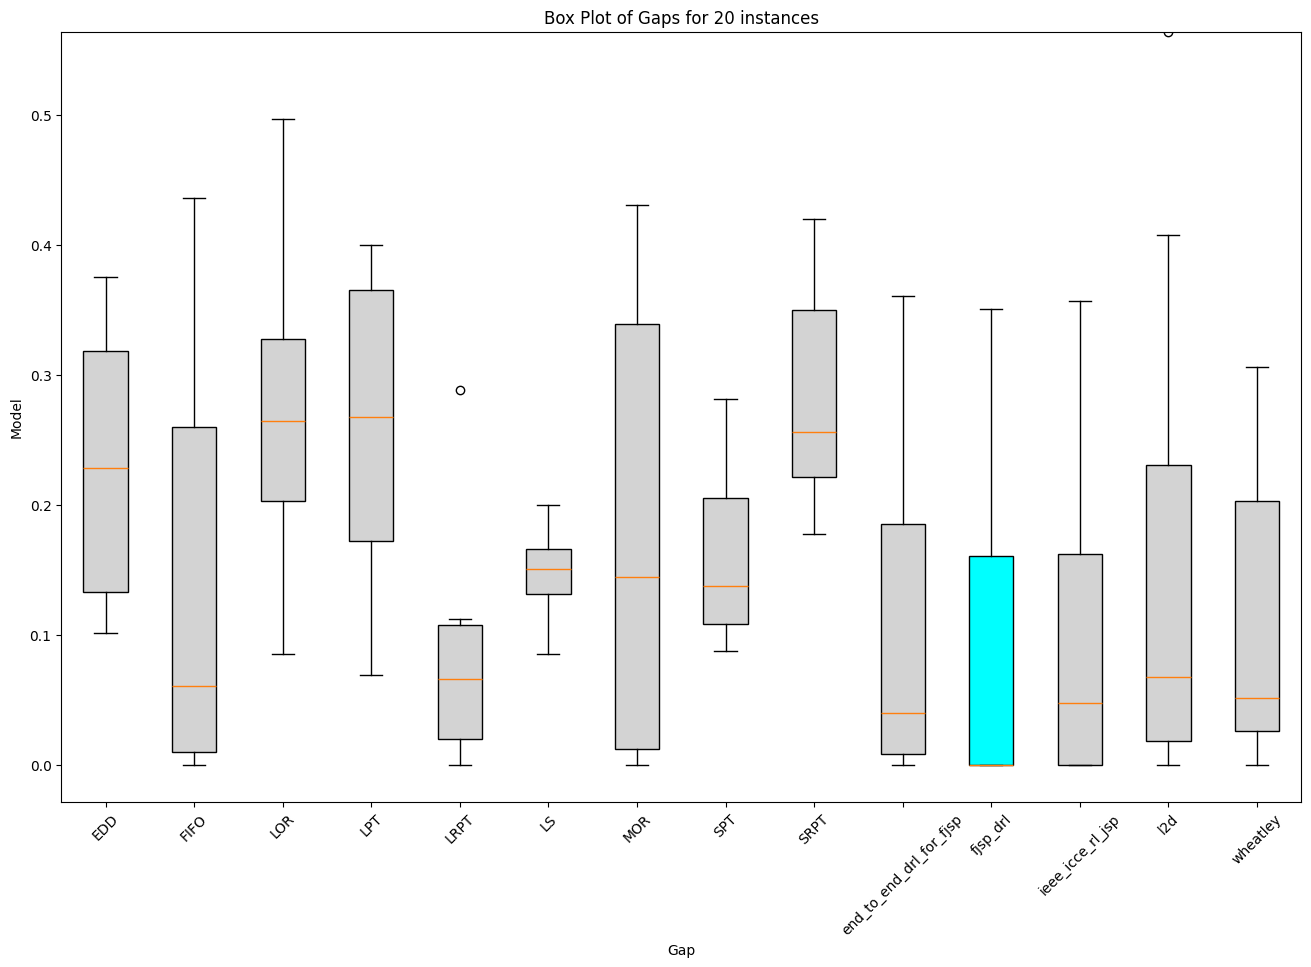 Box Plot of Gaps for 20 instances
Model
0.5
0.4
0.3
0.2
0.1
0.0
EDD
FIFO
LOR
LPT
LRPT
LS
MOR
SPT
SRPT
end_to_end_drl_for_fjsp
fjsp_drl
ieee_icce_rl_jsp
l2d
wheatley
Gap